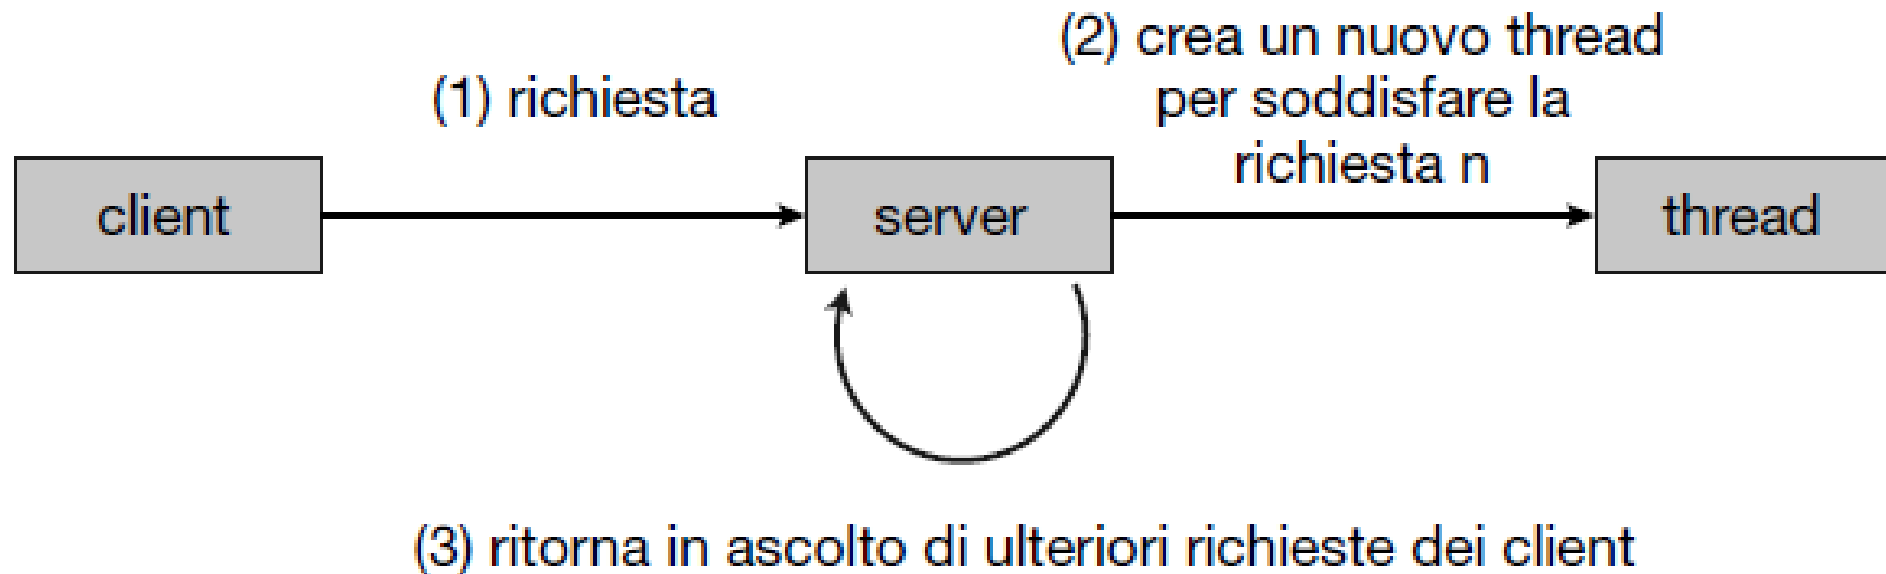 (1) richiesta
(2) crea un nuovo thread
per soddisfare la
richiesta n
client
server
thread
(3) ritorna in ascolto di ulteriori richieste dei client